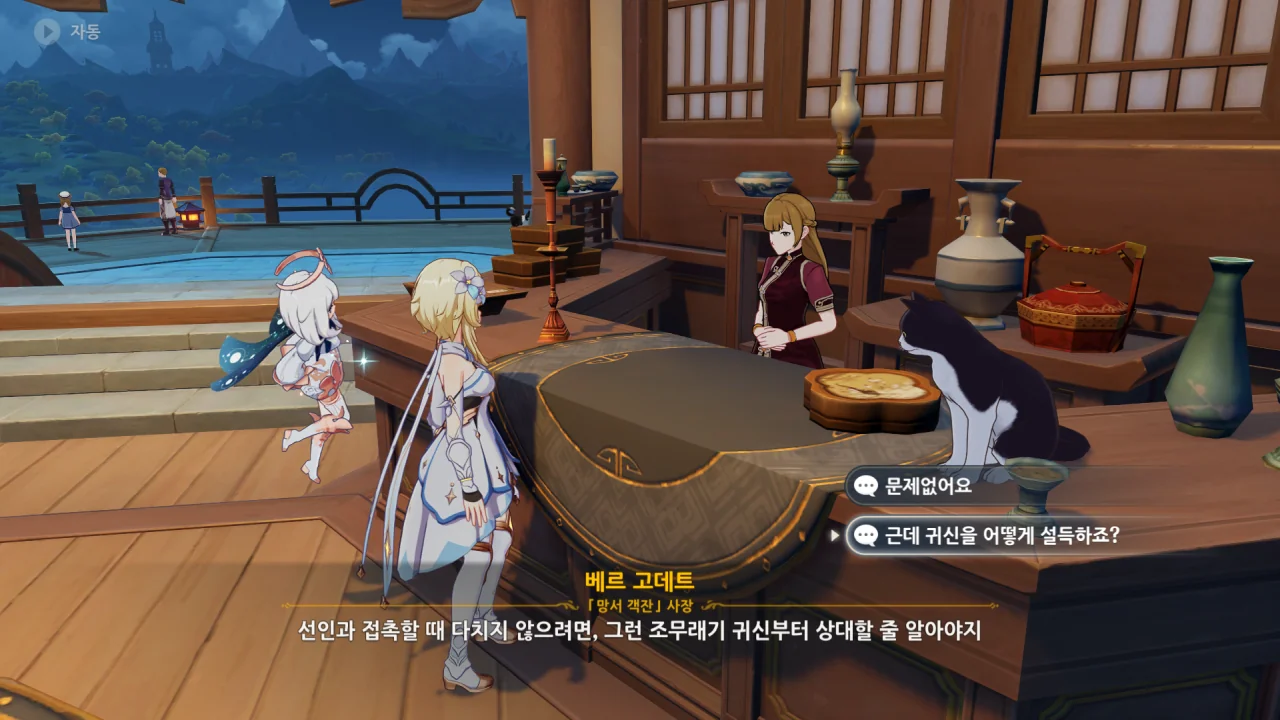 자동
문제없어요
근데 귀신을 어떻게 설득하죠?
베르 고데트
「망서 객잔」 사장
선인과 접촉할 때 다치지 않으려면, 그런 조무래기 귀신부터 상대할 줄 알아야지